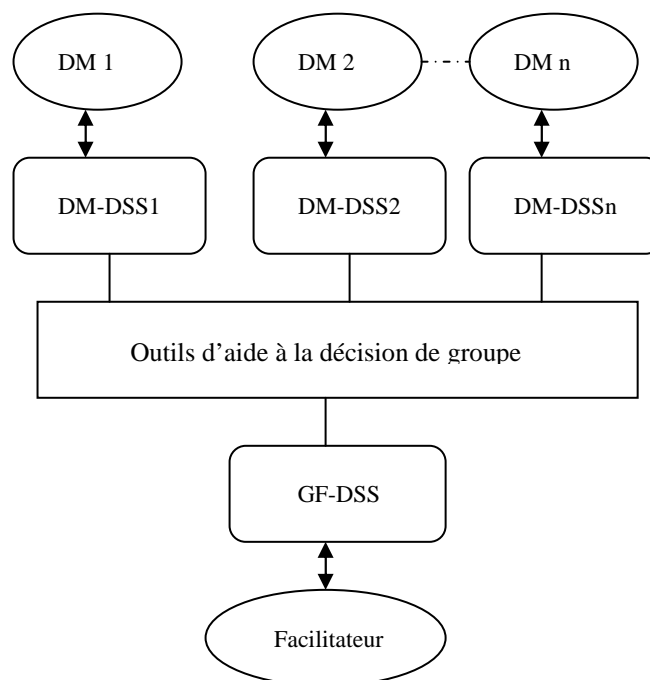 DM 1
DM 2
DM n
DM-DSS1
DM-DSS2
DM-DSSn
Outils d’aide à la décision de groupe
GF-DSS
Facilitateur